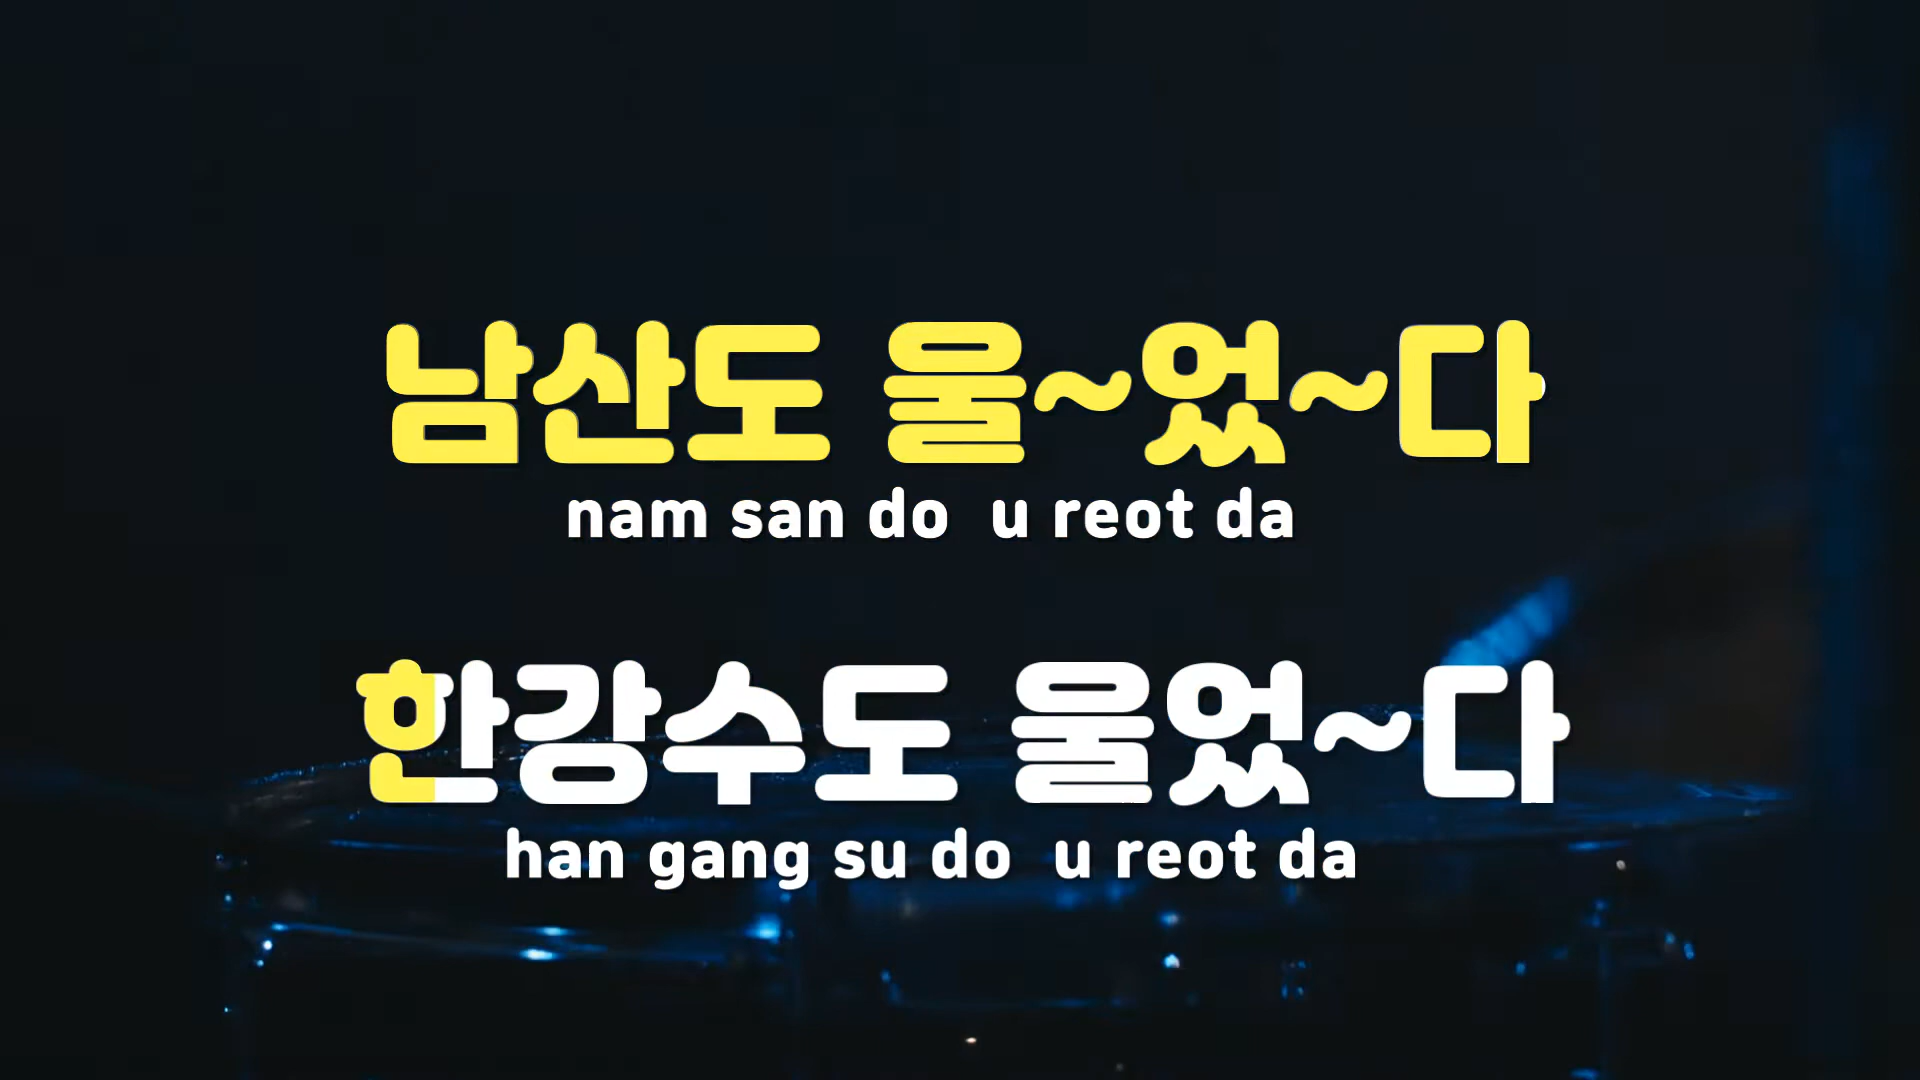 남산도 울~었~다
nam san do u reot da
한강수도 울었~다
han gang su do u reot da